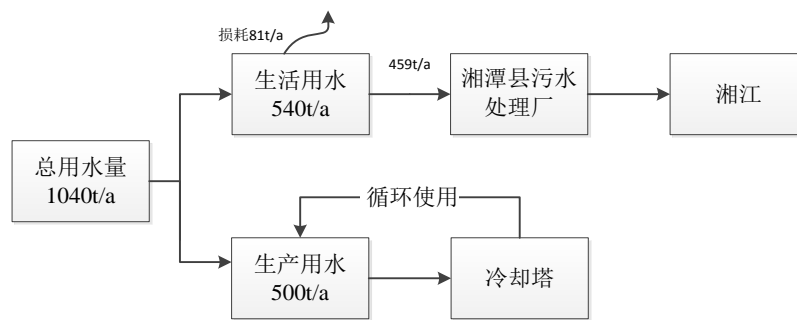 损耗81t/a
生活用水
540t/a
459t/a
湘潭县污水
处理厂
湘江
总用水量
1040t/a
循环使用
生产用水
500t/a
冷却塔